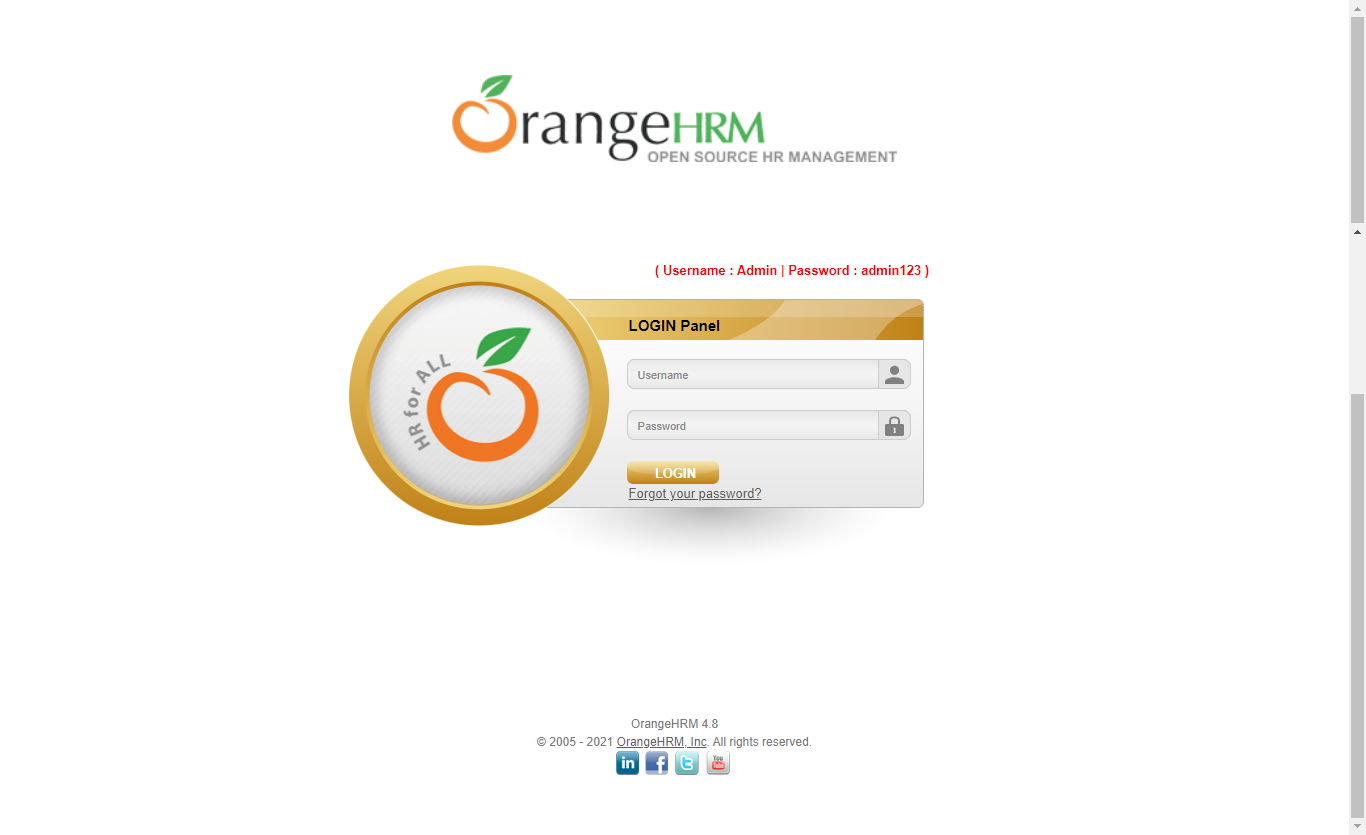 OrangeHRM
OPEN SOURCE HR MANAGEMENT
( Username : Admin | Password : admin123 )
HR for ALL
LOGIN Panel
Username
Password
LOGIN
Forgot your password?
OrangeHRM 4.8
© 2005 - 2021 OrangeHRM, Inc. All rights reserved.
in f t You Tube